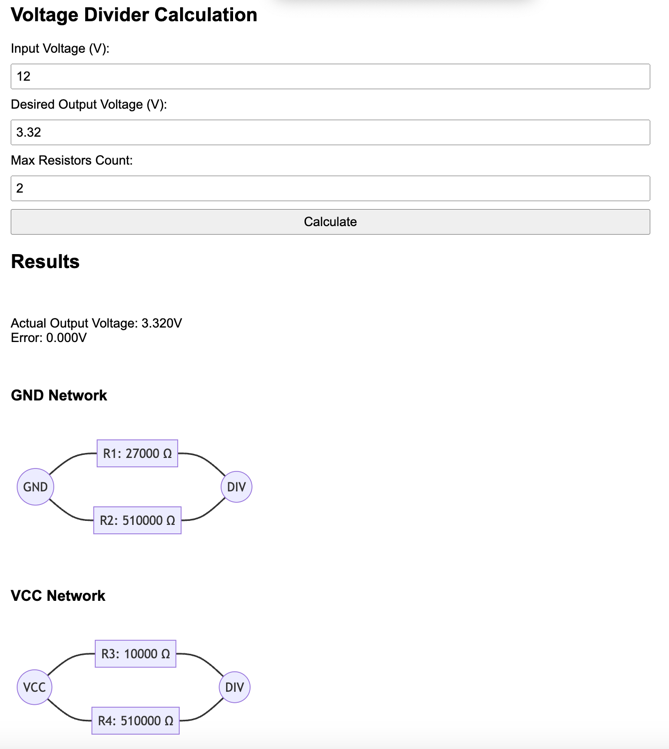 Voltage Divider Calculation
Input Voltage (V):
12
Desired Output Voltage (V):
3.32
Max Resistors Count:
2
Calculate
Results
Actual Output Voltage: 3.320V
Error: 0.000V
GND Network
R1: 27000 Ω
GND
DIV
R2: 510000 Ω
VCC Network
R3: 10000 Ω
VCC
DIV
R4: 510000 Ω